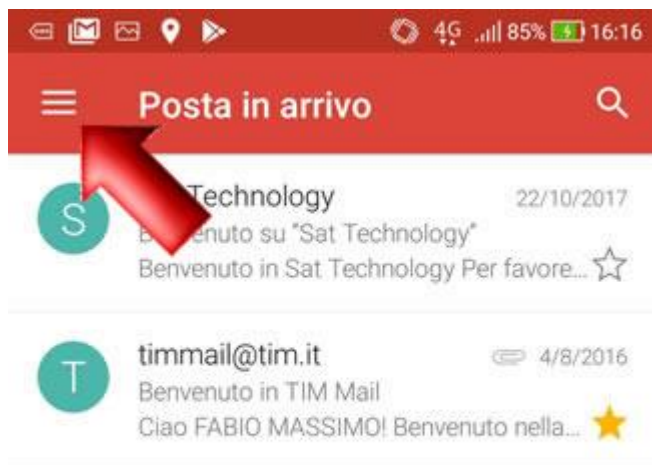 4G 85% 16:16
Posta in arrivo
S
Technology 22/10/2017
su "Sat Technology"
Benvenuto in Sat Technology Per favore...
T
timmail@tim.it 4/8/2016
Benvenuto in TIM Mail
Ciao FABIO MASSIMO! Benvenuto nella...